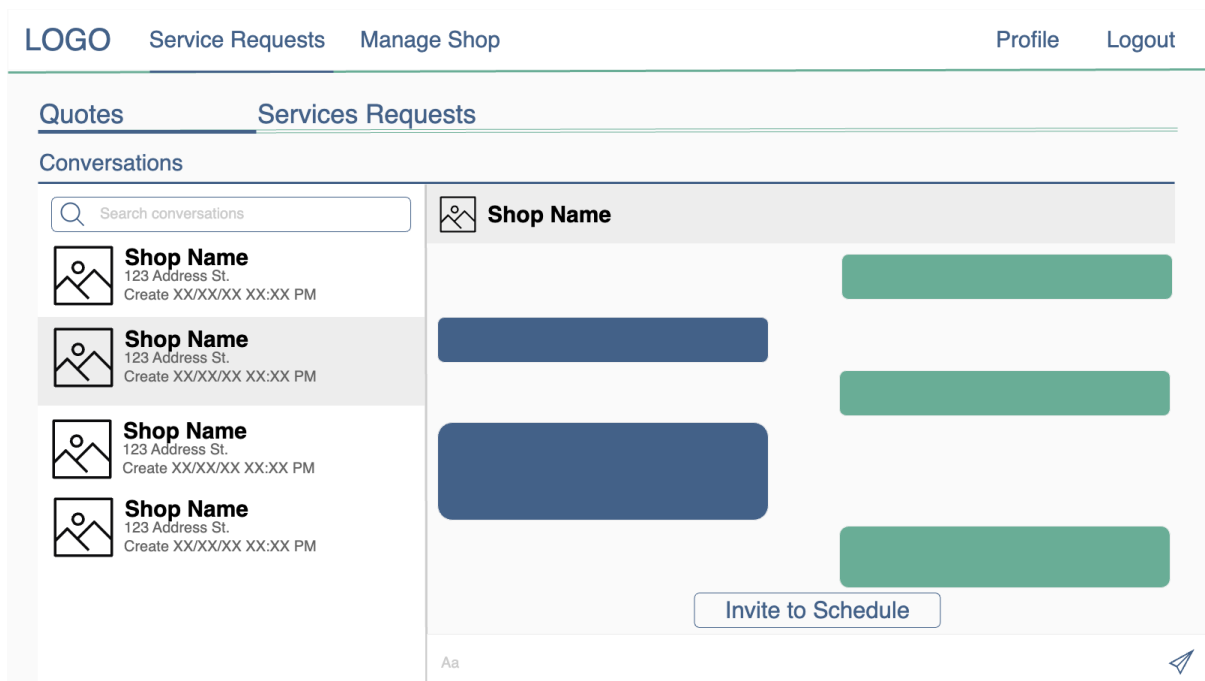 LOGO Service Requests Manage Shop Profile Logout
Quotes Services Requests
Conversations
Search conversations
Shop Name
123 Address St.
Create XX/XX/XX XX:XX PM
Shop Name
123 Address St.
Create XX/XX/XX XX:XX PM
Shop Name
123 Address St.
Create XX/XX/XX XX:XX PM
Shop Name
123 Address St.
Create XX/XX/XX XX:XX PM
Shop Name
Invite to Schedule
Aa